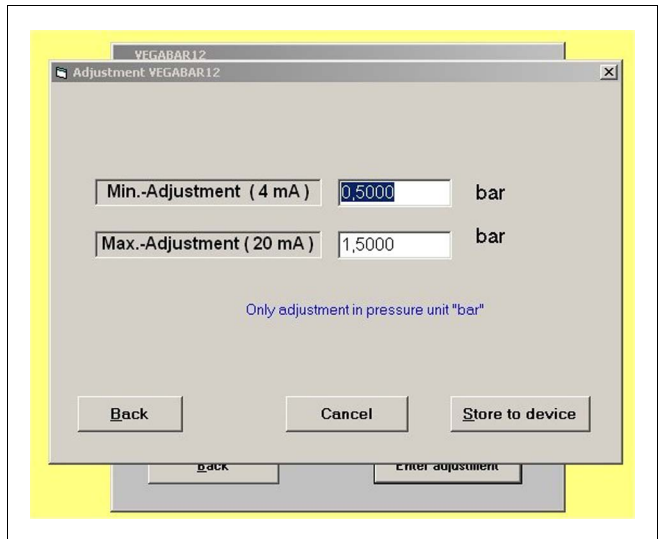 VEGABAR12
Adjustment VEGABAR12
Min.-Adjustment ( 4 mA ) 0,5000 bar
Max.-Adjustment ( 20 mA ) 1,5000 bar
Only adjustment in pressure unit "bar"
Back Cancel Store to device
Back Enter adjustment